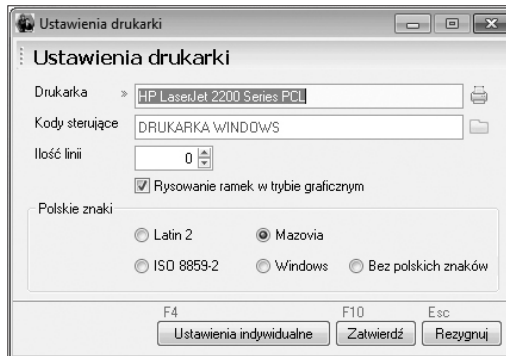 Ustawienia drukarki
Ustawienia drukarki
Drukarka » HP LaserJet 2200 Series PCL
Kody sterujące DRUKARKA WINDOWS
Ilość linii 0
Rysowanie ramek w trybie graficznym
Polskie znaki
Latin 2 Mazovia
ISO 8859-2 Windows Bez polskich znaków
F4 F10 Esc
Ustawienia indywidualne Zatwierdź Rezygnuj